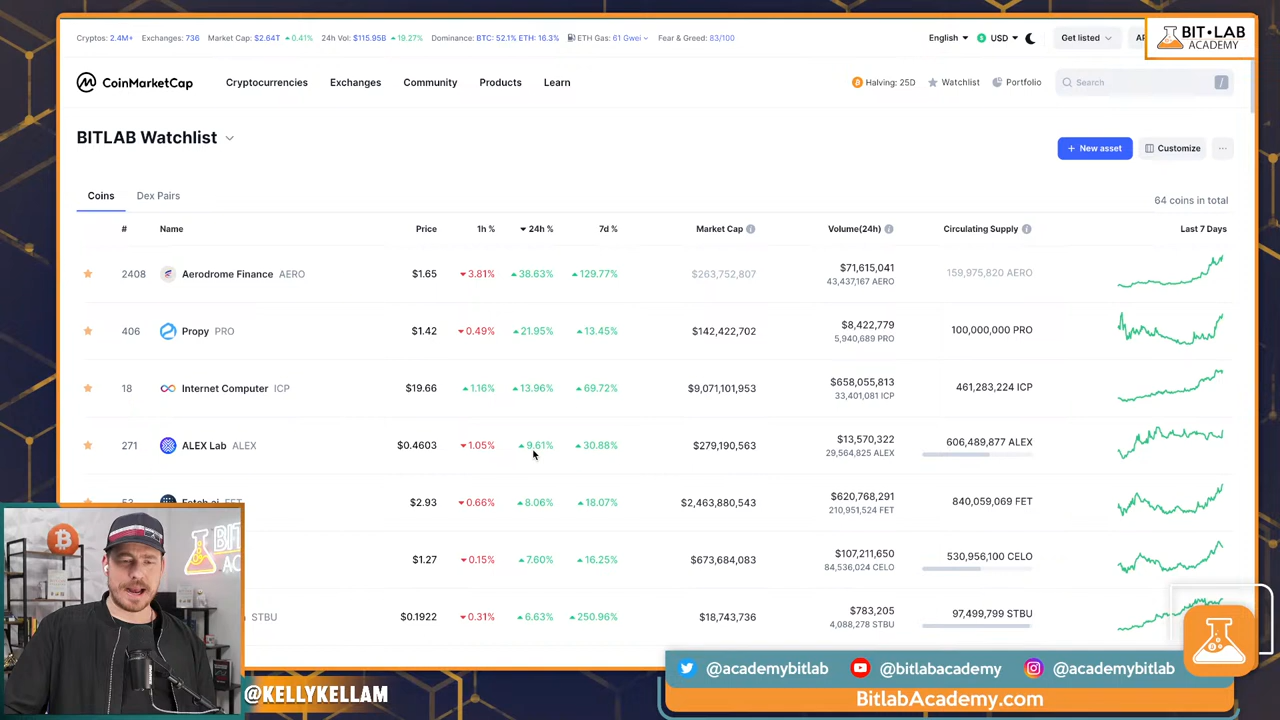 Cryptos: 2.4M+ Exchanges: 736 Market Cap: $2.64T 0.41% 24h Vol: $115.95B 19.27% Dominance: BTC: 52.1% ETH: 16.3% ETH Gas: 61 Gwei Fear & Greed: 83/100 English USD Get listed
BIT•LAB
ACADEMY
CoinMarketCap Cryptocurrencies Exchanges Community Products Learn Halving: 25D Watchlist Portfolio Search /
BITLAB Watchlist
+ New asset Customize ...
Coins Dex Pairs 64 coins in total
# Name Price 1h % 24h % 7d % Market Cap Volume(24h) Circulating Supply Last 7 Days
2408 Aerodrome Finance AERO $1.65 3.81% 38.63% 129.77% $263,752,807 $71,615,041 159,975,820 AERO
43,437,167 AERO
406 Propy PRO $1.42 0.49% 21.95% 13.45% $142,422,702 $8,422,779 100,000,000 PRO
5,940,689 PRO
18 Internet Computer ICP $19.66 1.16% 13.96% 69.72% $9,071,101,953 $658,055,813 461,283,224 ICP
33,401,081 ICP
271 ALEX Lab ALEX $0.4603 1.05% 9.61% 30.88% $279,190,563 $13,570,322 606,489,877 ALEX
29,564,825 ALEX
53 Fetch.ai FET $2.93 0.66% 8.06% 18.07% $2,463,880,543 $620,768,291 840,059,069 FET
210,951,524 FET
$1.27 0.15% 7.60% 16.25% $673,684,083 $107,211,650 530,956,100 CELO
84,536,024 CELO
STBU $0.1922 0.31% 6.63% 250.96% $18,743,736 $783,205 97,499,799 STBU
4,088,278 STBU
@academybitlab @bitlabacademy @academybitlab
@KELLYKELLAM
BitlabAcademy.com